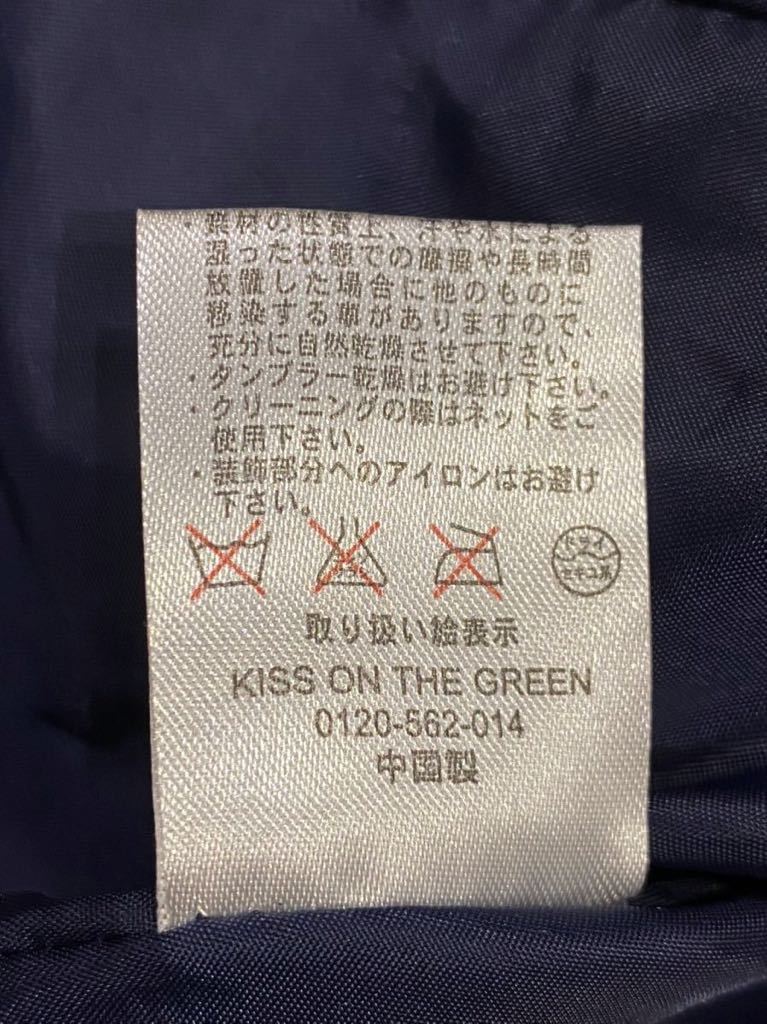 ・素材の性質上、汗や水による
湿った状態での摩擦や長時間
放置した場合に他のものに
移染する事がありますので、
充分に自然乾燥させて下さい。
・タンブラー乾燥はお避け下さい。
・クリーニングの際はネットをご
使用下さい。
・装飾部分へのアイロンはお避け
下さい。
ドライ
セキユ系
取り扱い絵表示
KISS ON THE GREEN
0120-562-014
中国製